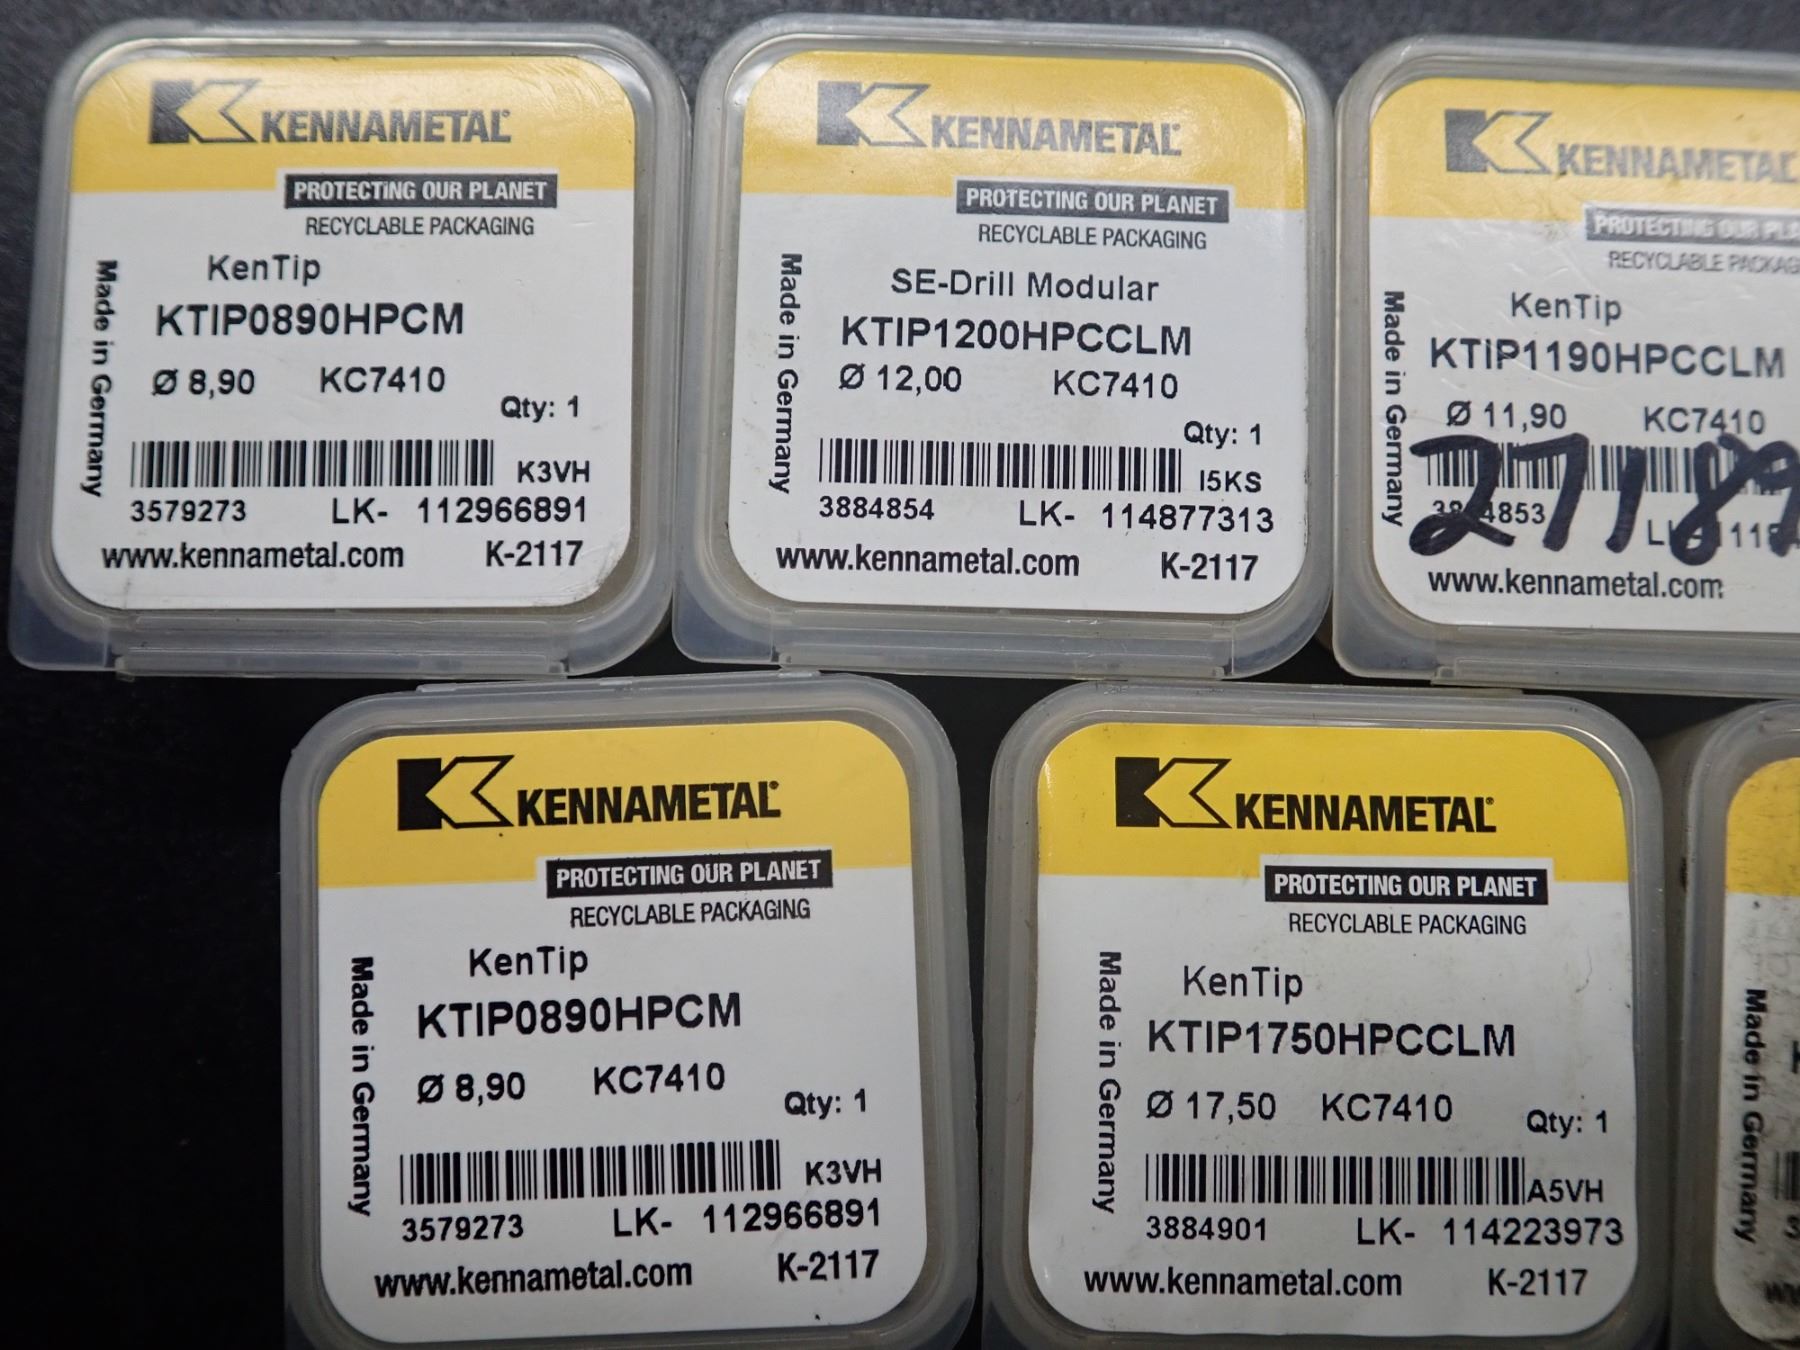 KENNAMETAL
PROTECTING OUR PLANET
RECYCLABLE PACKAGING
Made in Germany
KenTip
KTIP0890HPCM
Ø 8,90 KC7410
Qty: 1
K3VH
3579273 LK- 112966891
www.kennametal.com K-2117
KENNAMETAL
PROTECTING OUR PLANET
RECYCLABLE PACKAGING
Made in Germany
SE-Drill Modular
KTIP1200HPCCLM
Ø 12,00 KC7410
Qty: 1
I5KS
3884854 LK- 114877313
www.kennametal.com K-2117
KENNAMETAL
PROTECTING OUR
RECYCLABLE
Made in Germany
KenTip
KTIP1190HPCCLM
Ø 11,90 KC7410
27189
www.kennametal.com
KENNAMETAL®
PROTECTING OUR PLANET
RECYCLABLE PACKAGING
Made in Germany
KenTip
KTIP0890HPCM
Ø 8,90 KC7410
Qty: 1
K3VH
3579273 LK- 112966891
www.kennametal.com K-2117
KENNAMETAL®
PROTECTING OUR PLANET
RECYCLABLE PACKAGING
Made in Germany
KenTip
KTIP1750HPCCLM
Ø 17,50 KC7410
Qty: 1
A5VH
3884901 LK- 114223973
www.kennametal.com K-2117
Made in Germany